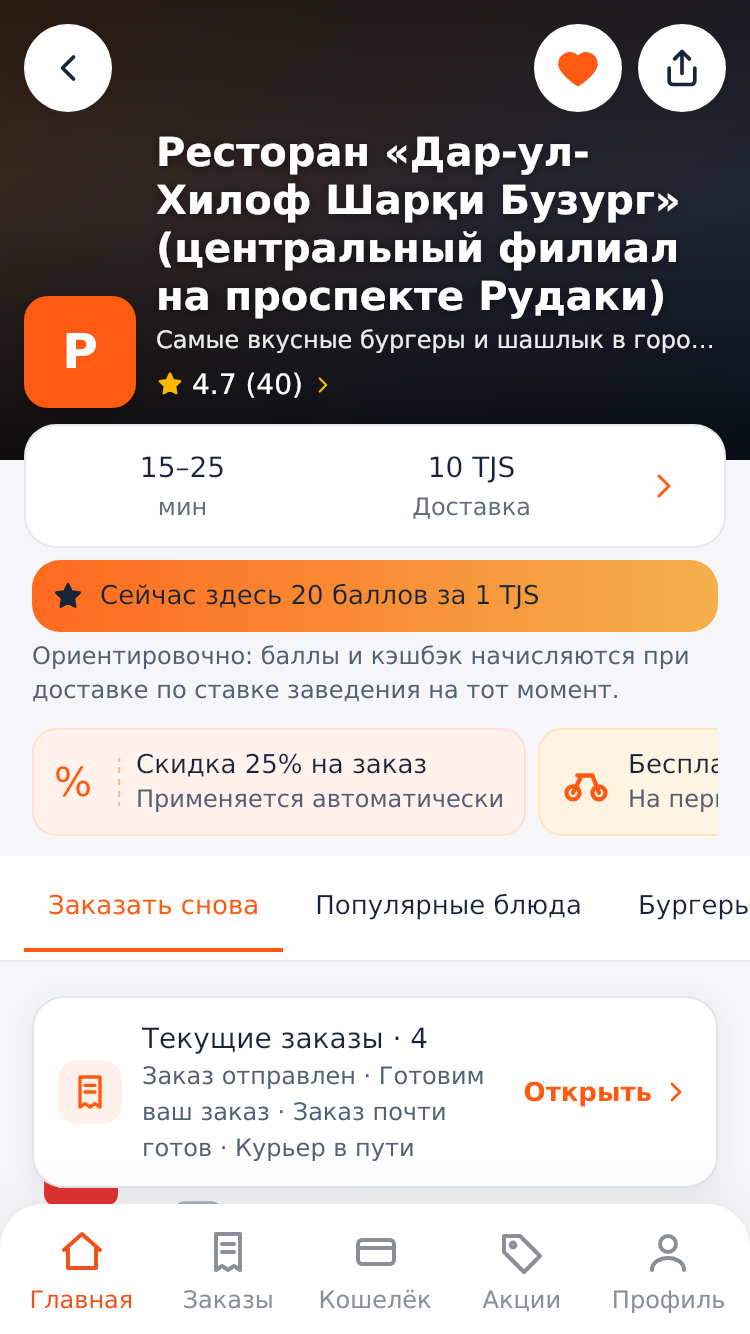 Ресторан «Дар-ул-
Хилоф Шарқи Бузург»
(центральный филиал
на проспекте Рудаки)
Р
Самые вкусные бургеры и шашлык в горо...
4.7 (40)
15–25
мин
10 TJS
Доставка
Сейчас здесь 20 баллов за 1 TJS
Ориентировочно: баллы и кэшбэк начисляются при
доставке по ставке заведения на тот момент.
%
Скидка 25% на заказ
Применяется автоматически
Беспла
На пер
Заказать снова
Популярные блюда
Бургеры
Текущие заказы · 4
Заказ отправлен · Готовим
ваш заказ · Заказ почти
готов · Курьер в пути
Открыть
Главная
Заказы
Кошелёк
Акции
Профиль